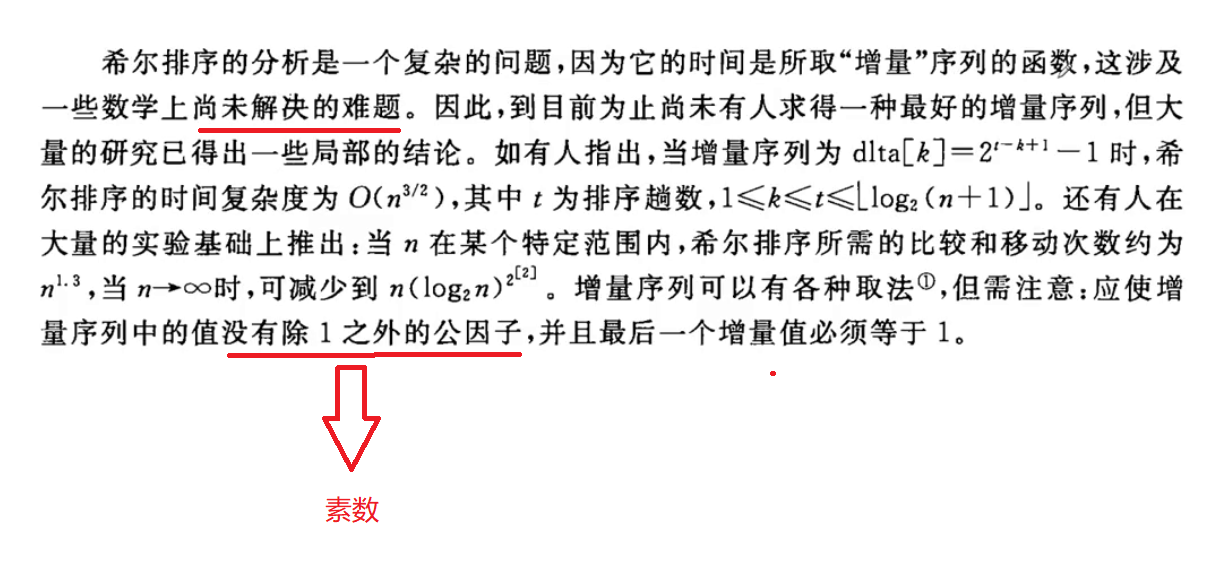 希尔排序的分析是一个复杂的问题,因为它的时间是所取“增量”序列的函数,这涉及
一些数学上尚未解决的难题。因此,到目前为止尚未有人求得一种最好的增量序列,但大
量的研究已得出一些局部的结论。如有人指出,当增量序列为 dlta[k]=2^{t-k+1}-1 时,希
尔排序的时间复杂度为 O(n^{3/2}),其中 t 为排序趟数,1≤k≤t≤⌊log₂(n+1)⌋。还有人在
大量的实验基础上推出:当 n 在某个特定范围内,希尔排序所需的比较和移动次数约为
n^{1.3},当 n→∞时,可减少到 n(log₂n)^{2[2]}。增量序列可以有各种取法①,但需注意:应使增
量序列中的值没有除 1 之外的公因子,并且最后一个增量值必须等于 1。
素数